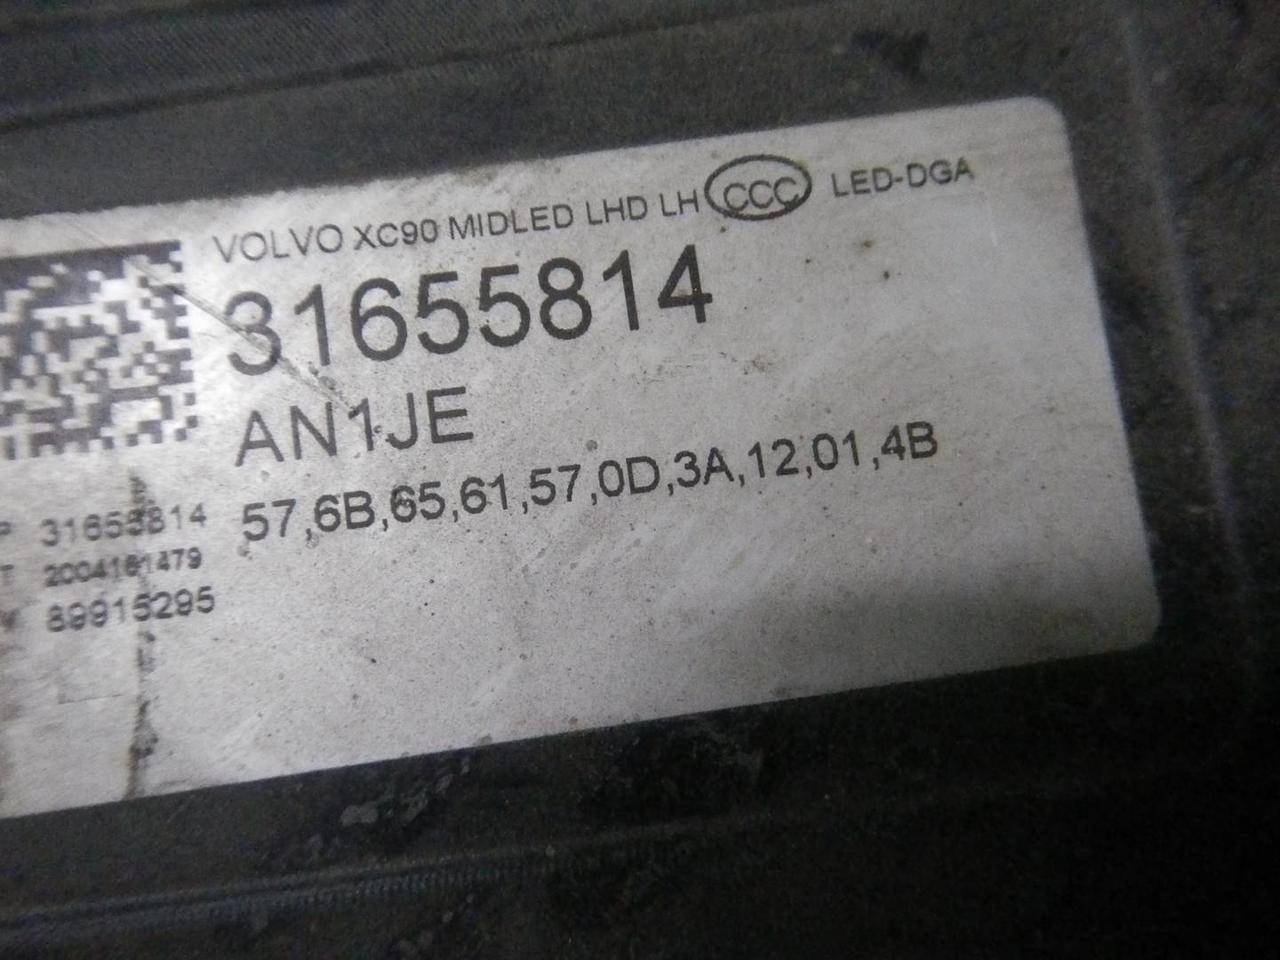 VOLVO XC90 MIDLED LHD LH CCC LED-DGA
31655814
AN1JE
57,6B,65,61,57,0D,3A,12,01,4B
P 31655814
T 2004161479
89915295